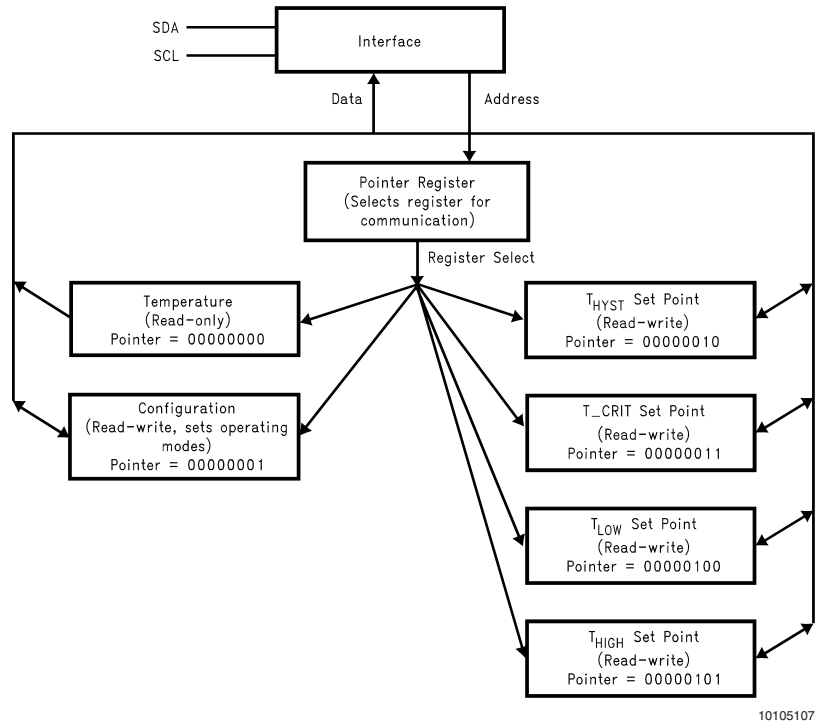 SDA
SCL
Interface
Data
Address
Pointer Register
(Selects register for
communication)
Register Select
Temperature
(Read-only)
Pointer = 00000000
Configuration
(Read-write, sets operating
modes)
Pointer = 00000001
THYST Set Point
(Read-write)
Pointer = 00000010
T_CRIT Set Point
(Read-write)
Pointer = 00000011
TLOW Set Point
(Read-write)
Pointer = 00000100
THIGH Set Point
(Read-write)
Pointer = 00000101
10105107